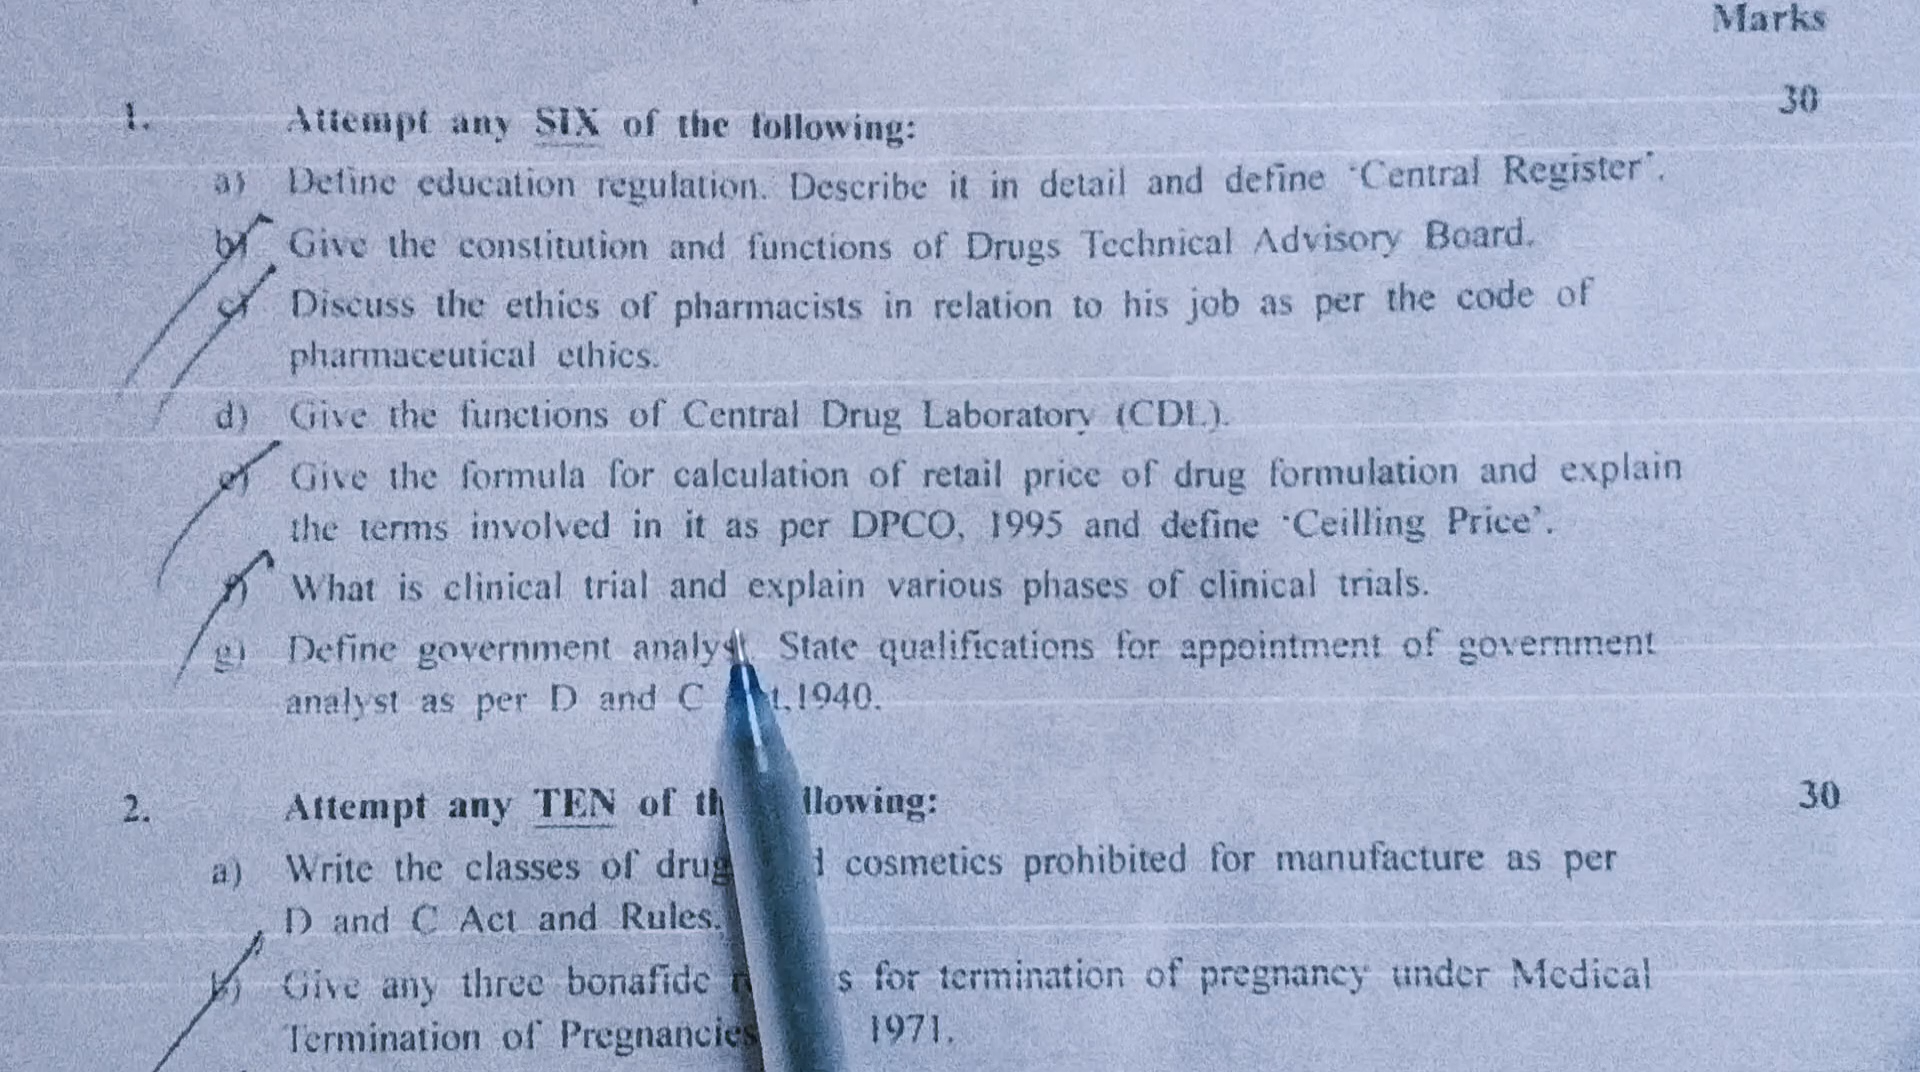 Marks
1. Attempt any SIX of the following: 30
a) Define education regulation. Describe it in detail and define 'Central Register'.
b) Give the constitution and functions of Drugs Technical Advisory Board.
c) Discuss the ethics of pharmacists in relation to his job as per the code of
pharmaceutical ethics.
d) Give the functions of Central Drug Laboratory (CDL).
e) Give the formula for calculation of retail price of drug formulation and explain
the terms involved in it as per DPCO, 1995 and define 'Ceilling Price'.
f) What is clinical trial and explain various phases of clinical trials.
g) Define government analyst. State qualifications for appointment of government
analyst as per D and C t.1940.
2. Attempt any TEN of th llowing: 30
a) Write the classes of drug d cosmetics prohibited for manufacture as per
D and C Act and Rules.
b) Give any three bonafide s for termination of pregnancy under Medical
Termination of Pregnancies 1971.